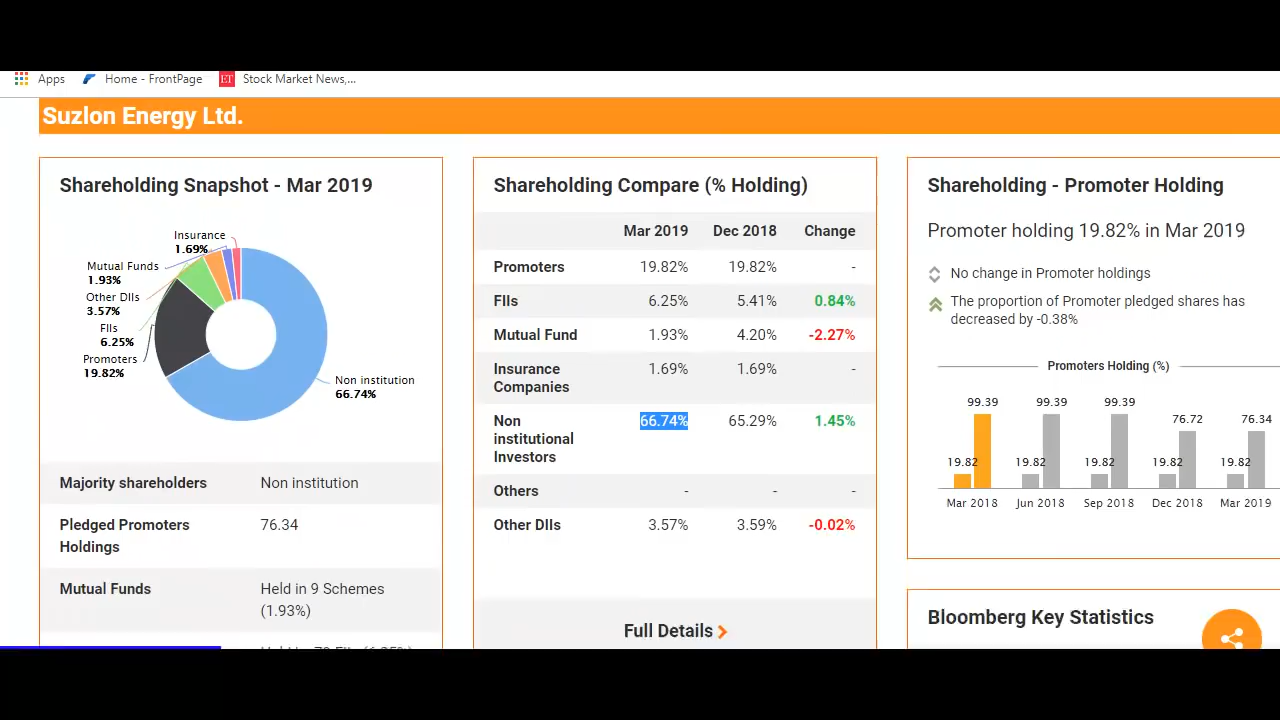 Apps Home - FrontPage ET Stock Market News,...
Suzlon Energy Ltd.
Shareholding Snapshot - Mar 2019
Insurance
1.69%
Mutual Funds
1.93%
Other DIIs
3.57%
FIIs
6.25%
Promoters
19.82%
Non institution
66.74%
Majority shareholders Non institution
Pledged Promoters 76.34
Holdings
Mutual Funds Held in 9 Schemes
(1.93%)
Shareholding Compare (% Holding)
Mar 2019 Dec 2018 Change
Promoters 19.82% 19.82% -
FIIs 6.25% 5.41% 0.84%
Mutual Fund 1.93% 4.20% -2.27%
Insurance 1.69% 1.69% -
Companies
Non 66.74% 65.29% 1.45%
institutional
Investors
Others - - -
Other DIIs 3.57% 3.59% -0.02%
Full Details
Shareholding - Promoter Holding
Promoter holding 19.82% in Mar 2019
No change in Promoter holdings
The proportion of Promoter pledged shares has
decreased by -0.38%
Promoters Holding (%)
99.39 99.39 99.39 76.72 76.34
19.82 19.82 19.82 19.82 19.82
Mar 2018 Jun 2018 Sep 2018 Dec 2018 Mar 2019
Bloomberg Key Statistics